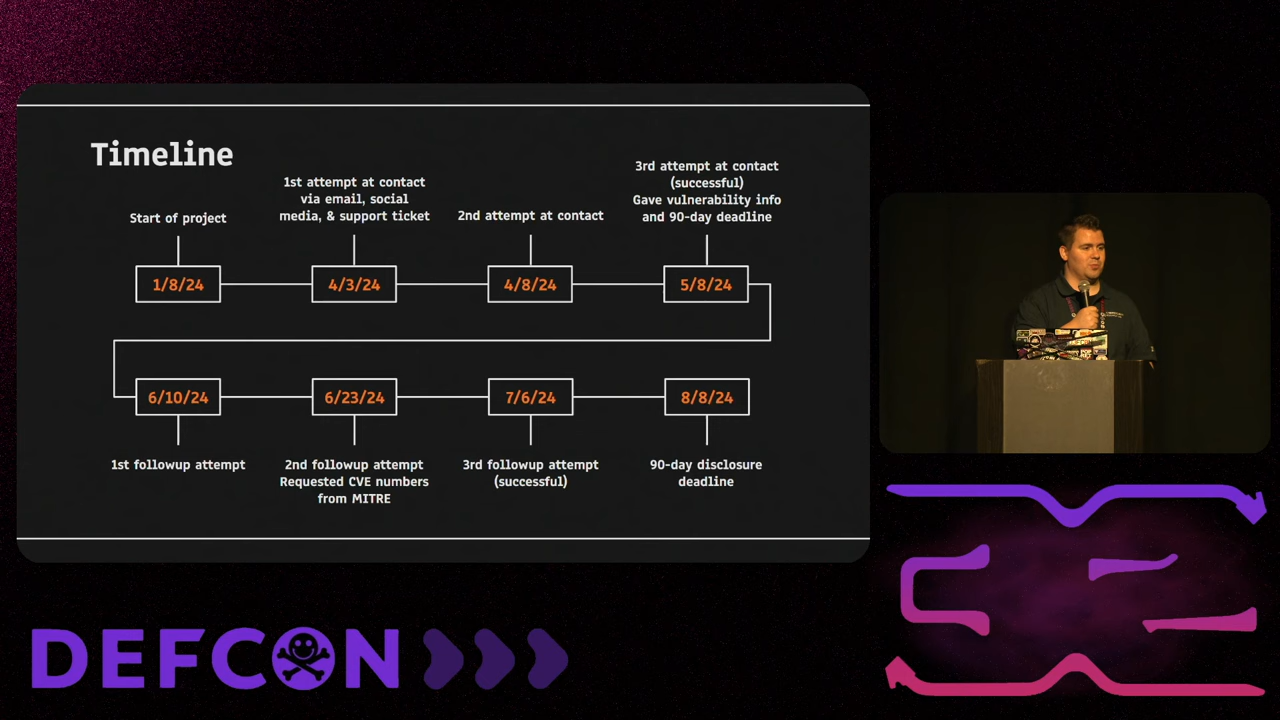 Timeline
Start of project
1st attempt at contact
via email, social
media, & support ticket
2nd attempt at contact
3rd attempt at contact
(successful)
Gave vulnerability info
and 90-day deadline
1/8/24
4/3/24
4/8/24
5/8/24
6/10/24
6/23/24
7/6/24
8/8/24
1st followup attempt
2nd followup attempt
Requested CVE numbers
from MITRE
3rd followup attempt
(successful)
90-day disclosure
deadline
DEFCON